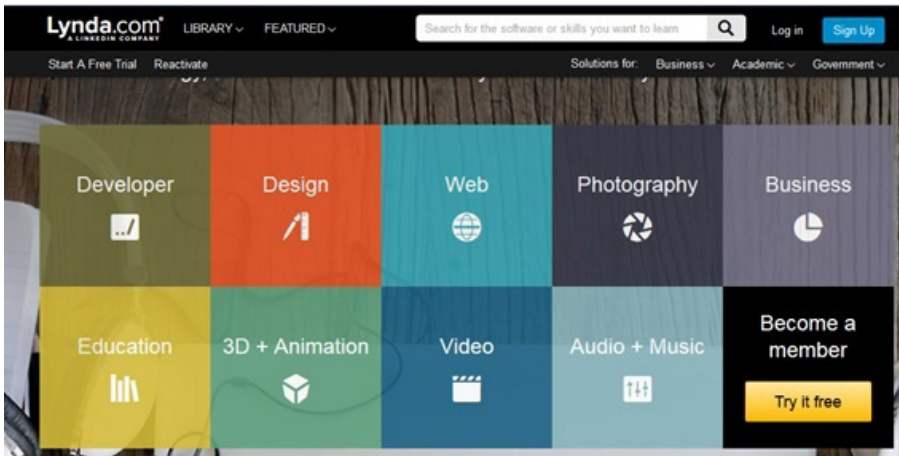 Lynda.com LIBRARY FEATURED Search for the software or skills you want to learn Log in Sign Up
A LINKEDIN COMPANY
Start A Free Trial Reactivate Solutions for: Business Academic Government
Developer Design Web Photography Business
../
Education 3D + Animation Video Audio + Music Become a member
Try it free